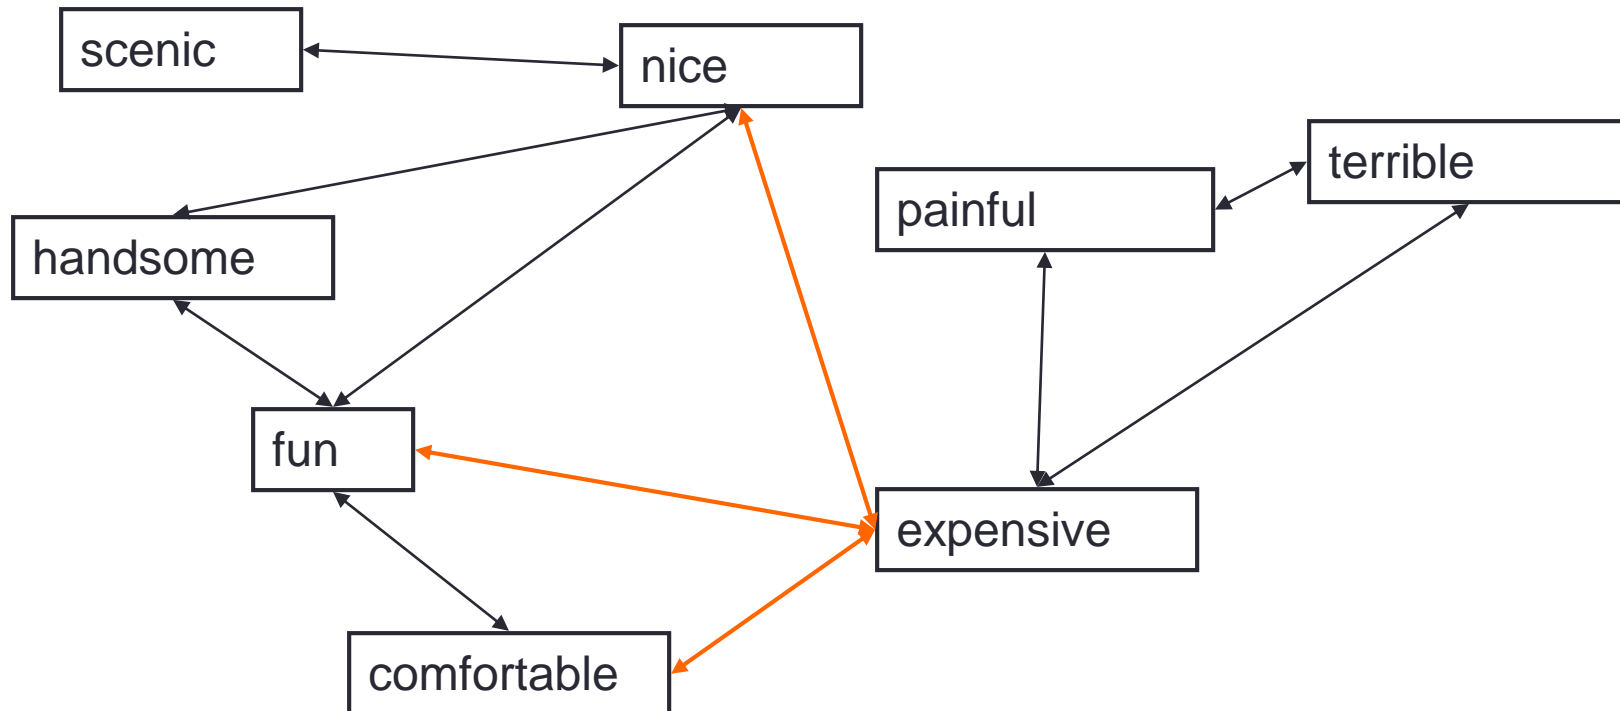 scenic
nice
terrible
painful
handsome
fun
expensive
comfortable